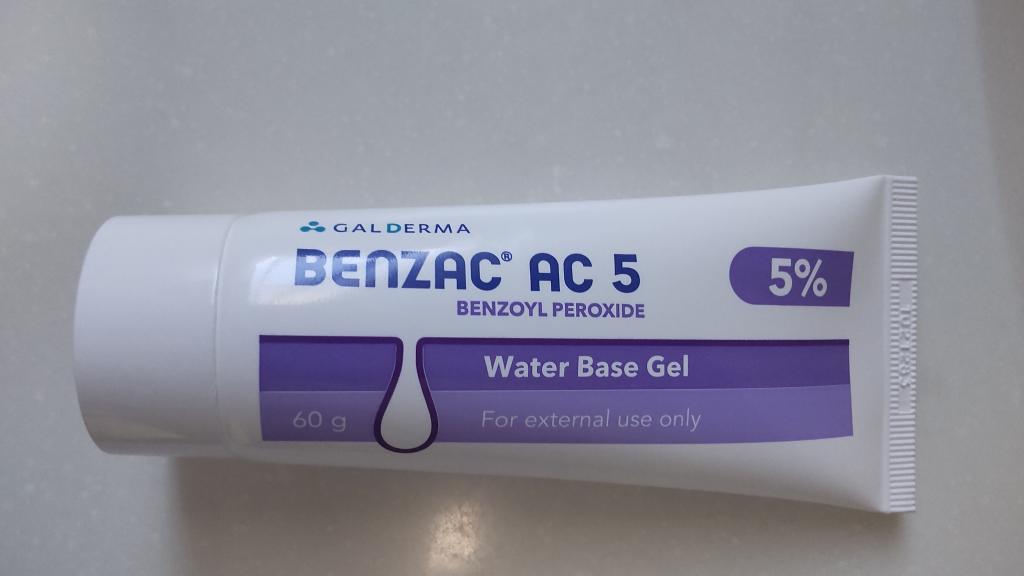 GALDERMA
BENZAC® AC 5
BENZOYL PEROXIDE
5%
Water Base Gel
60 g
For external use only